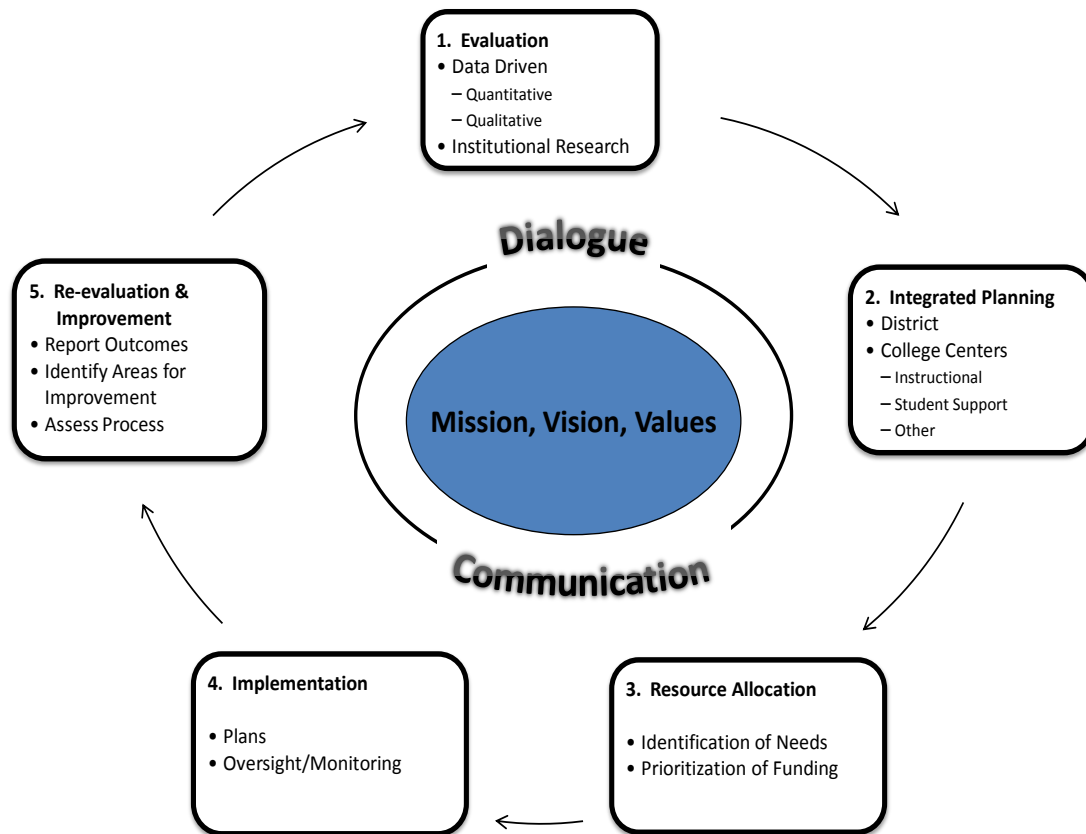 1. Evaluation
• Data Driven
– Quantitative
– Qualitative
• Institutional Research
Dialogue
5. Re-evaluation &
Improvement
• Report Outcomes
• Identify Areas for
Improvement
• Assess Process
Mission, Vision, Values
2. Integrated Planning
• District
• College Centers
– Instructional
– Student Support
– Other
Communication
4. Implementation
• Plans
• Oversight/Monitoring
3. Resource Allocation
• Identification of Needs
• Prioritization of Funding